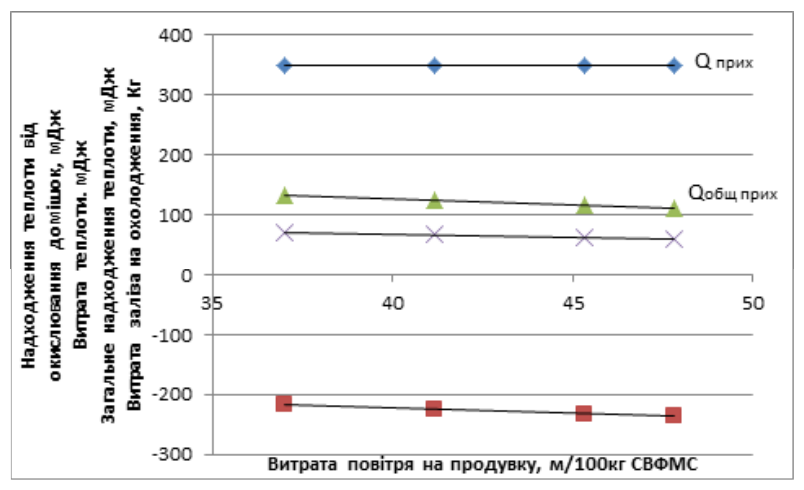 Надходження теплоти від
окислювання домішок, мДж
Витрата теплоти. мДж
Загальне надходження теплоти, мДж
Витрата заліза на охолодження, Кг
400
300
200
100
0
-100
-200
-300
35
40
45
50
Q прих
Qобщ прих
Витрата повітря на продувку, м/100кг СВФМС